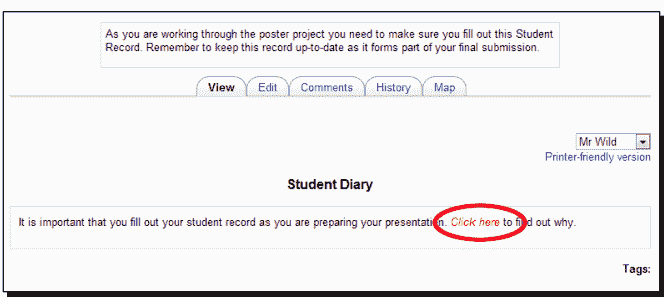 As you are working through the poster project you need to make sure you fill out this Student
Record. Remember to keep this record up-to-date as it forms part of your final submission.
View Edit Comments History Map
Mr Wild
Printer-friendly version
Student Diary
It is important that you fill out your student record as you are preparing your presentation. Click here to find out why.
Tags: